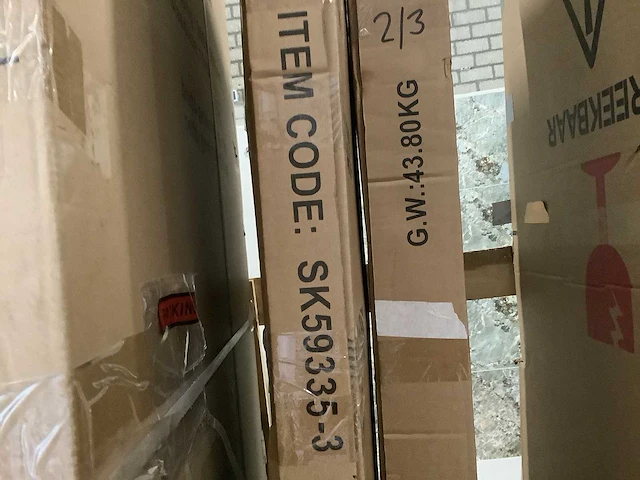 ITEM CODE: SK59335-3
2/3
G.W.:43.80KG
REEKBAAR